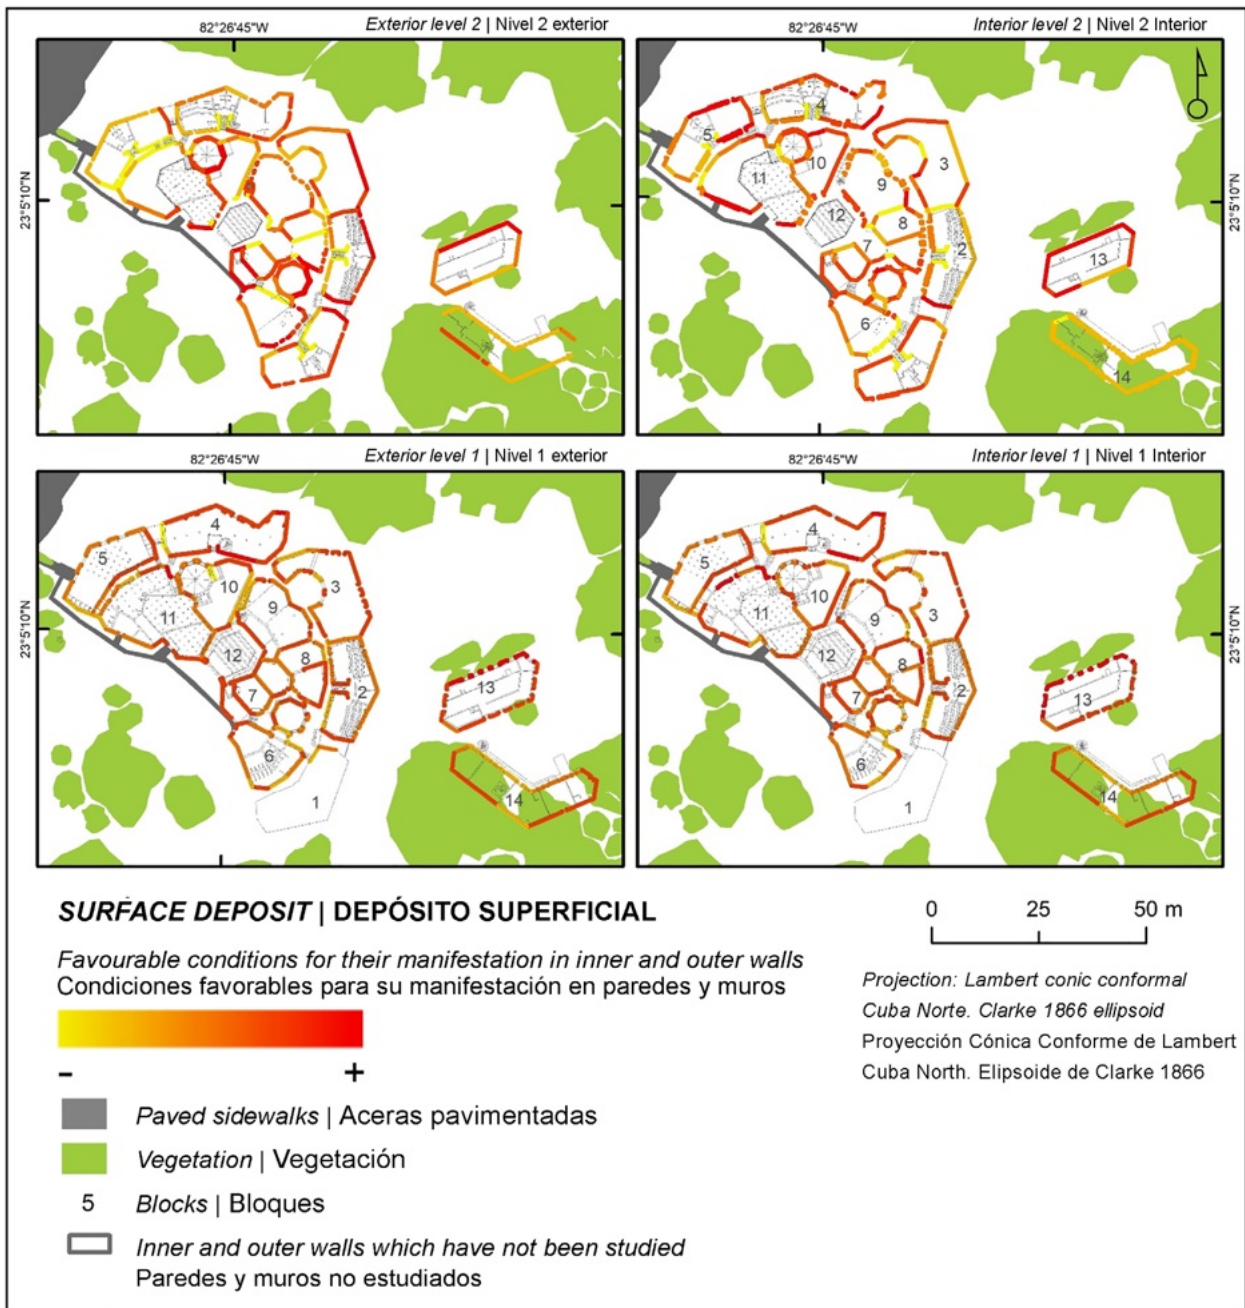 82°26'45"W
Exterior level 2 | Nivel 2 exterior
82°26'45"W
Interior level 2 | Nivel 2 Interior
23°5'10"N
4
5
10
11
3
9
12
8
7
2
13
6
14
23°5'10"N
82°26'45"W
Exterior level 1 | Nivel 1 exterior
82°26'45"W
Interior level 1 | Nivel 1 Interior
23°5'10"N
4
5
10
3
9
11
12
8
7
2
13
6
14
1
4
5
10
3
11
9
12
8
7
2
13
6
14
1
23°5'10"N
SURFACE DEPOSIT | DEPÓSITO SUPERFICIAL
Favourable conditions for their manifestation in inner and outer walls
Condiciones favorables para su manifestación en paredes y muros
- +
Paved sidewalks | Aceras pavimentadas
Vegetation | Vegetación
5 Blocks | Bloques
Inner and outer walls which have not been studied
Paredes y muros no estudiados
0 25 50 m
Projection: Lambert conic conformal
Cuba Norte. Clarke 1866 ellipsoid
Proyección Cónica Conforme de Lambert
Cuba North. Elipsoide de Clarke 1866